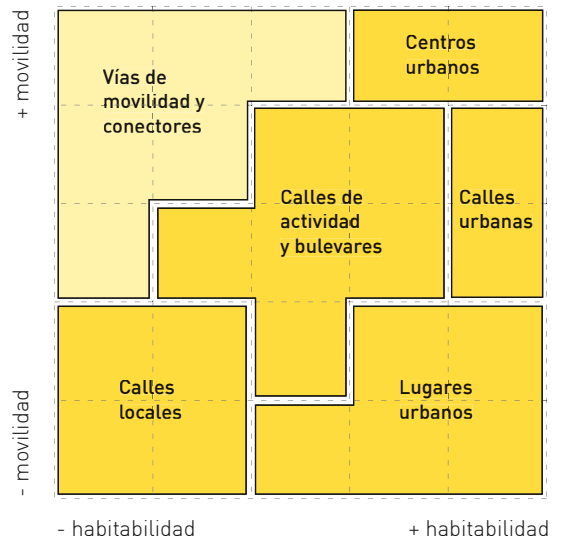 + movilidad
Centros
urbanos
Vías de
movilidad y
conectores
Calles de
actividad
y bulevares
Calles
urbanas
Calles
locales
Lugares
urbanos
- movilidad
- habitabilidad
+ habitabilidad